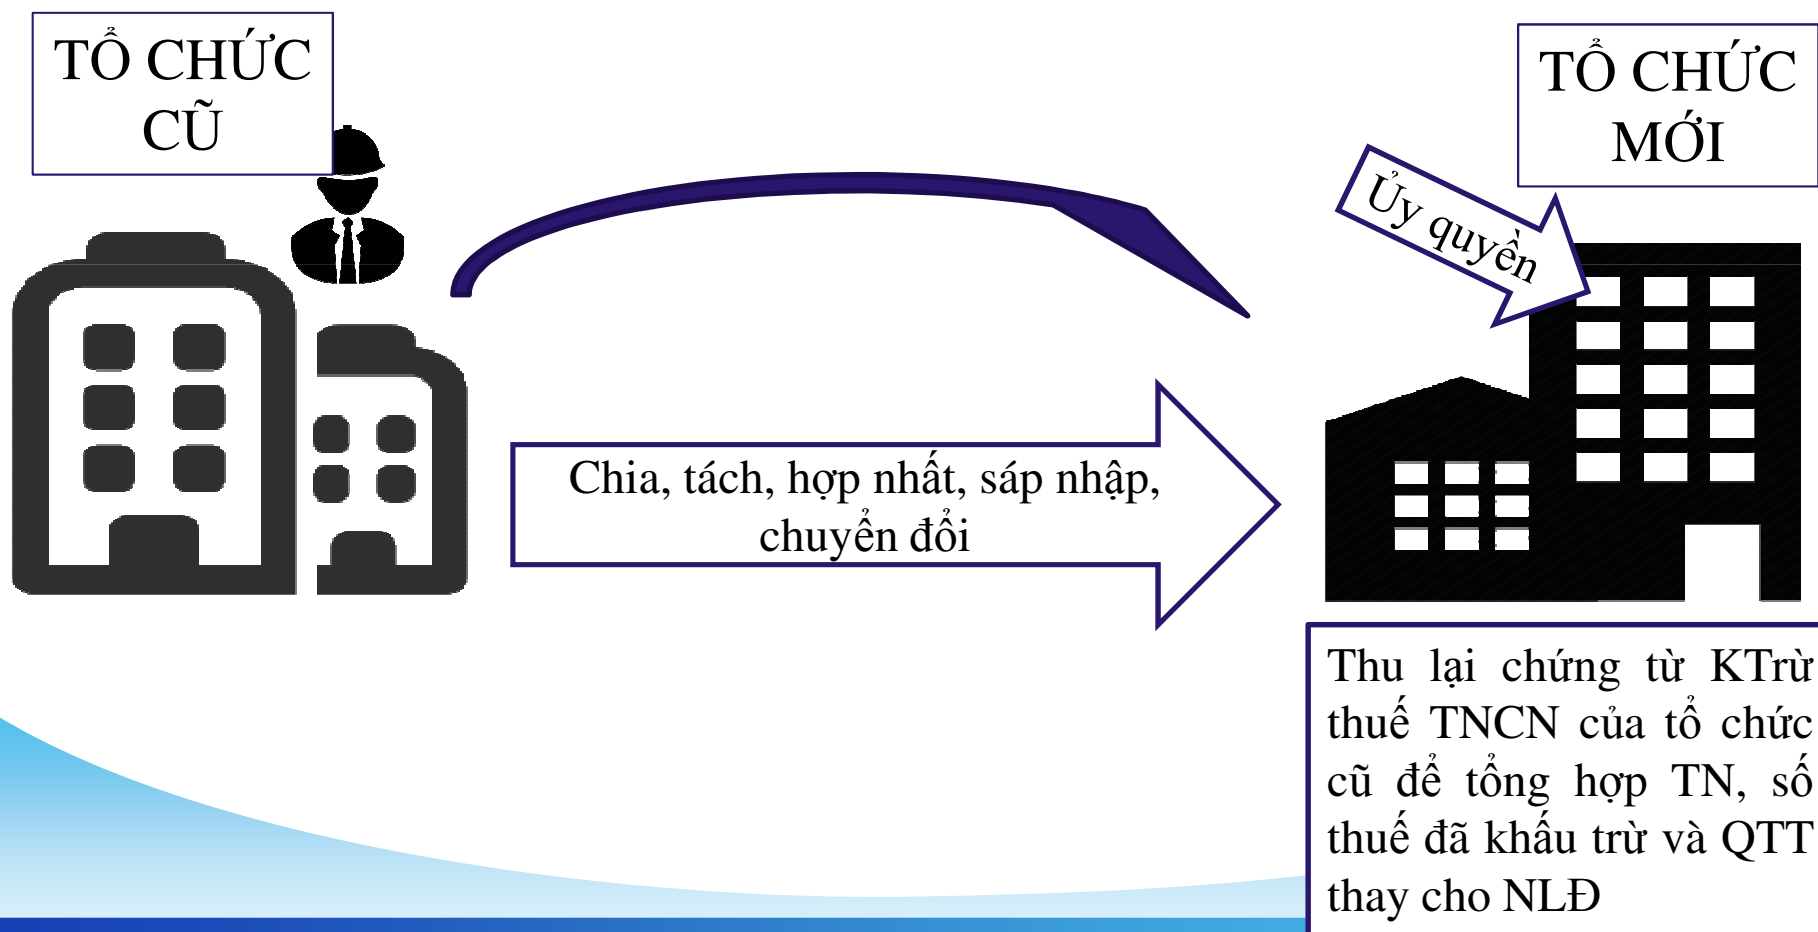 TỔ CHỨC
CŨ
TỔ CHỨC
MỚI
Ủy quyền
Chia, tách, hợp nhất, sáp nhập,
chuyển đổi
Thu lại chứng từ KTrừ
thuế TNCN của tổ chức
cũ để tổng hợp TN, số
thuế đã khấu trừ và QTT
thay cho NLĐ